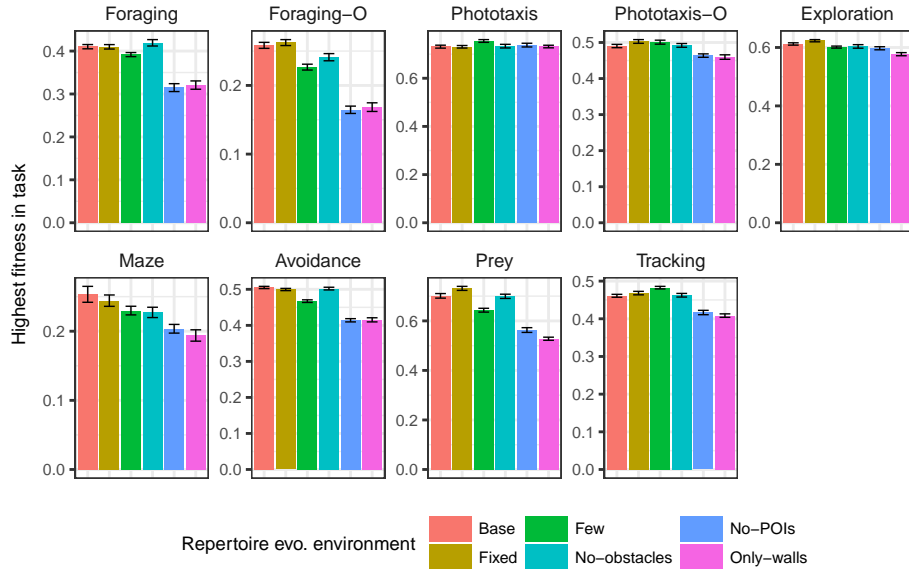 Foraging Foraging−O Phototaxis Phototaxis−O Exploration
0.4 0.3 0.2 0.1 0.0
0.2 0.1 0.0
0.6 0.4 0.2 0.0
0.5 0.4 0.3 0.2 0.1 0.0
0.6 0.4 0.2 0.0
Highest fitness in task
Maze Avoidance Prey Tracking
0.2 0.1 0.0
0.5 0.4 0.3 0.2 0.1 0.0
0.6 0.4 0.2 0.0
0.5 0.4 0.3 0.2 0.1 0.0
Repertoire evo. environment
Base Few No−POIs
Fixed No−obstacles Only−walls